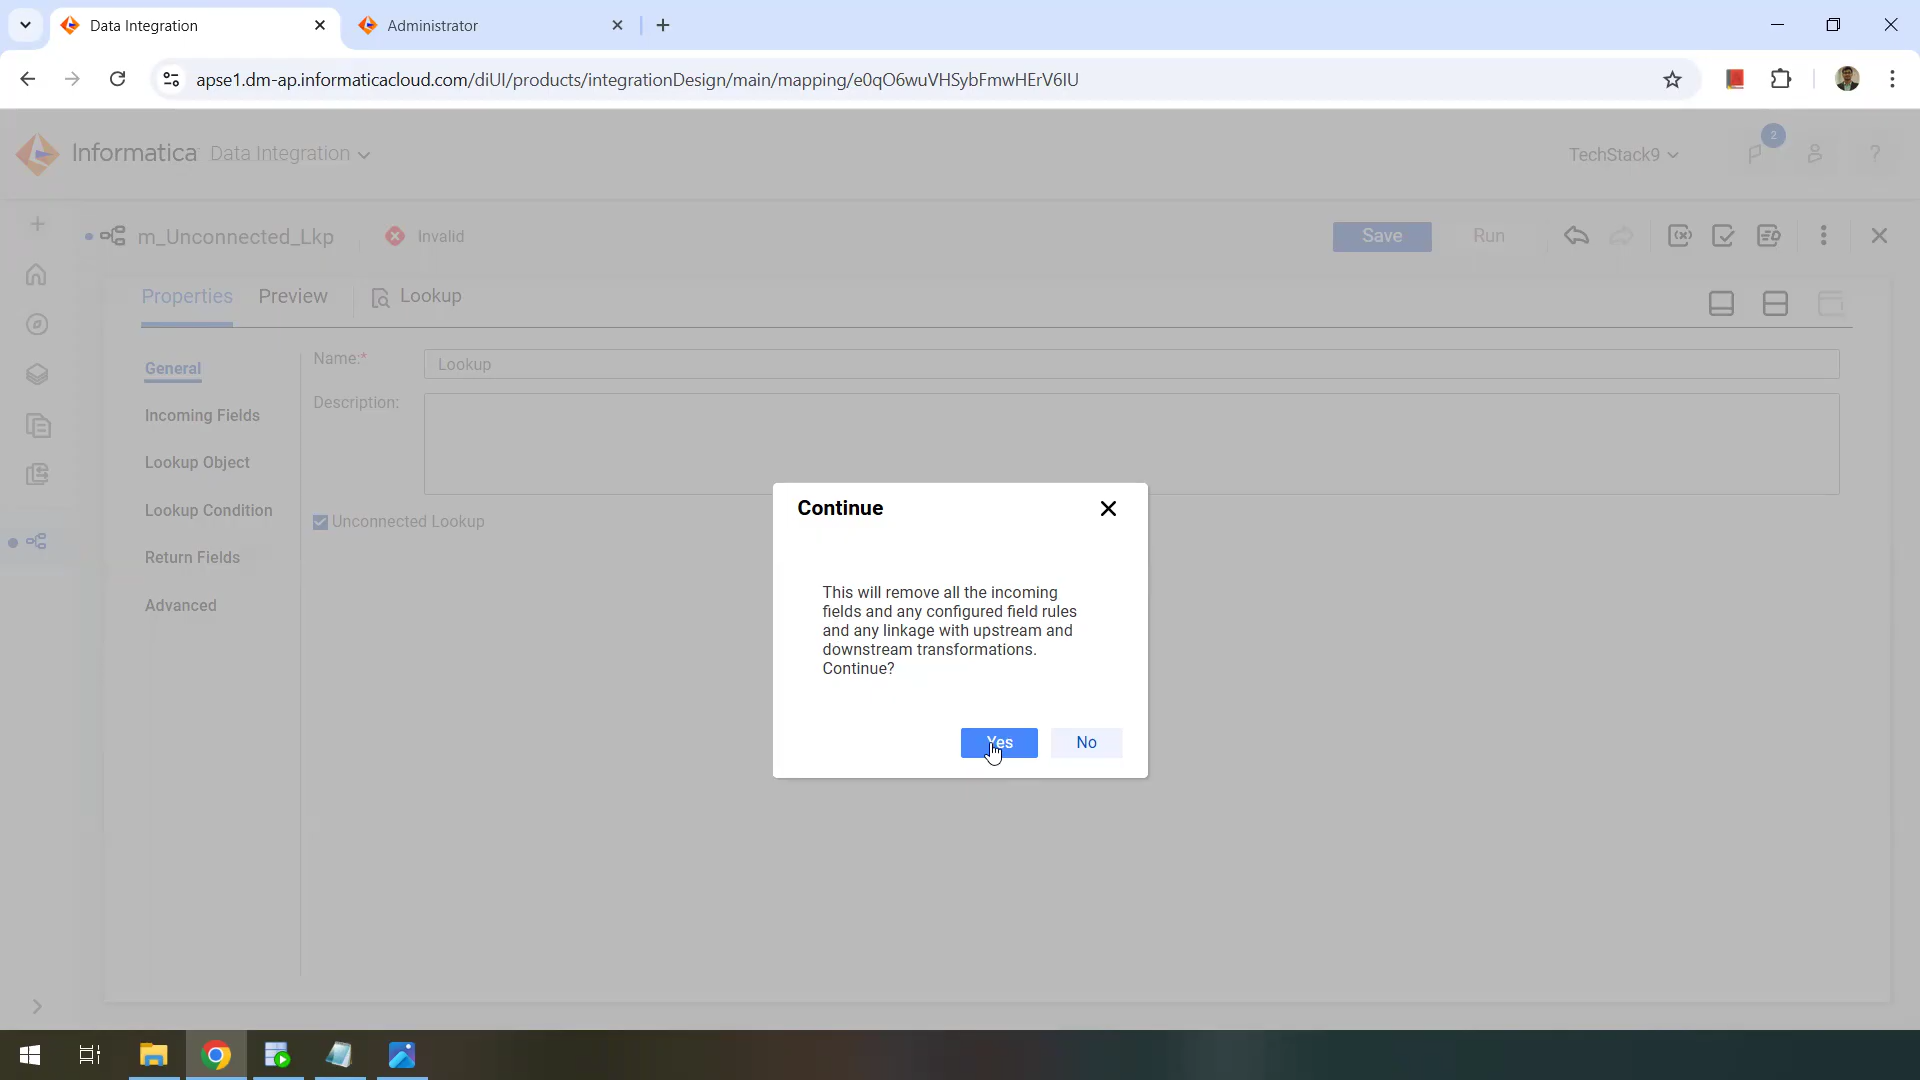 Data Integration
Administrator
apse1.dm-ap.informaticacloud.com/diUI/products/integrationDesign/main/mapping/e0qO6wuVHSybFmwHErV6IU
Informatica Data Integration
TechStack9
2
?
m_Unconnected_Lkp
Invalid
Save
Run
Properties
Preview
Lookup
General
Name:*
Lookup
Description:
Incoming Fields
Lookup Object
Lookup Condition
Unconnected Lookup
Return Fields
Advanced
Continue
This will remove all the incoming
fields and any configured field rules
and any linkage with upstream and
downstream transformations.
Continue?
Yes
No